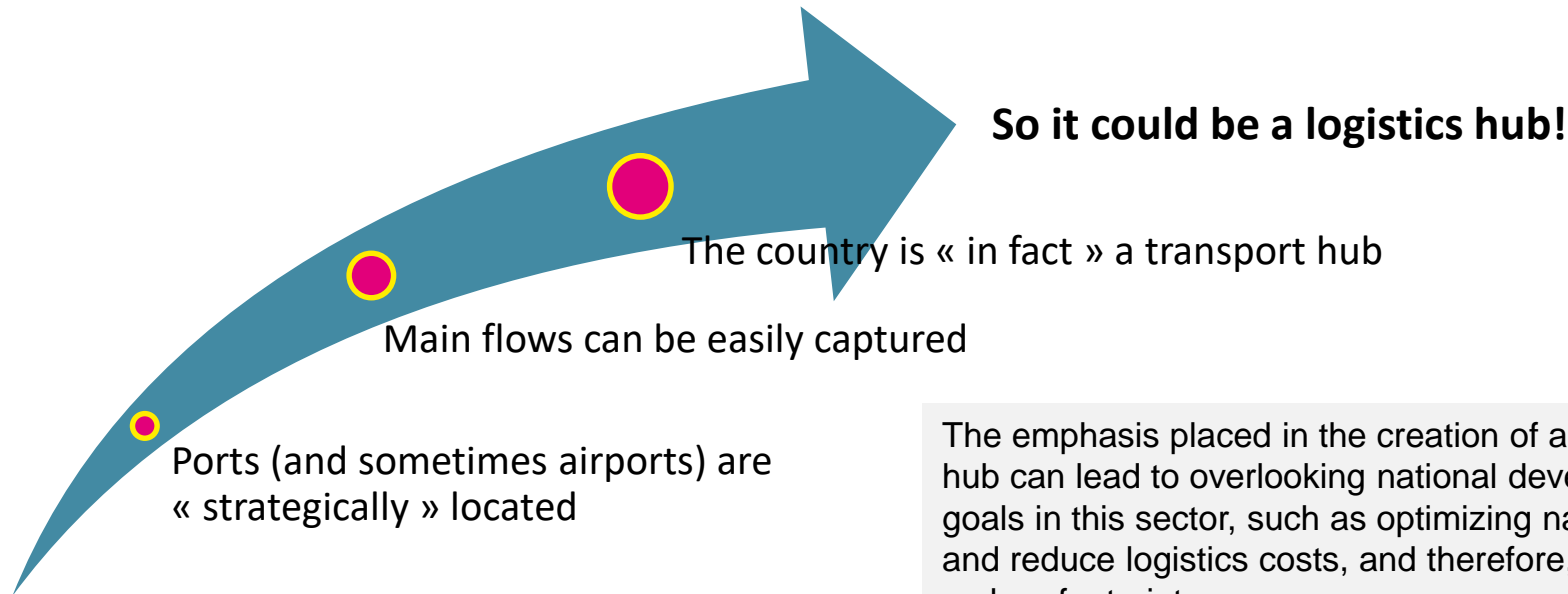 So it could be a logistics hub!
The country is « in fact » a transport hub
Main flows can be easily captured
Ports (and sometimes airports) are
« strategically » located
The emphasis placed in the creation of a
hub can lead to overlooking national
goals in this sector, such as optimizing
and reduce logistics costs, and therefore